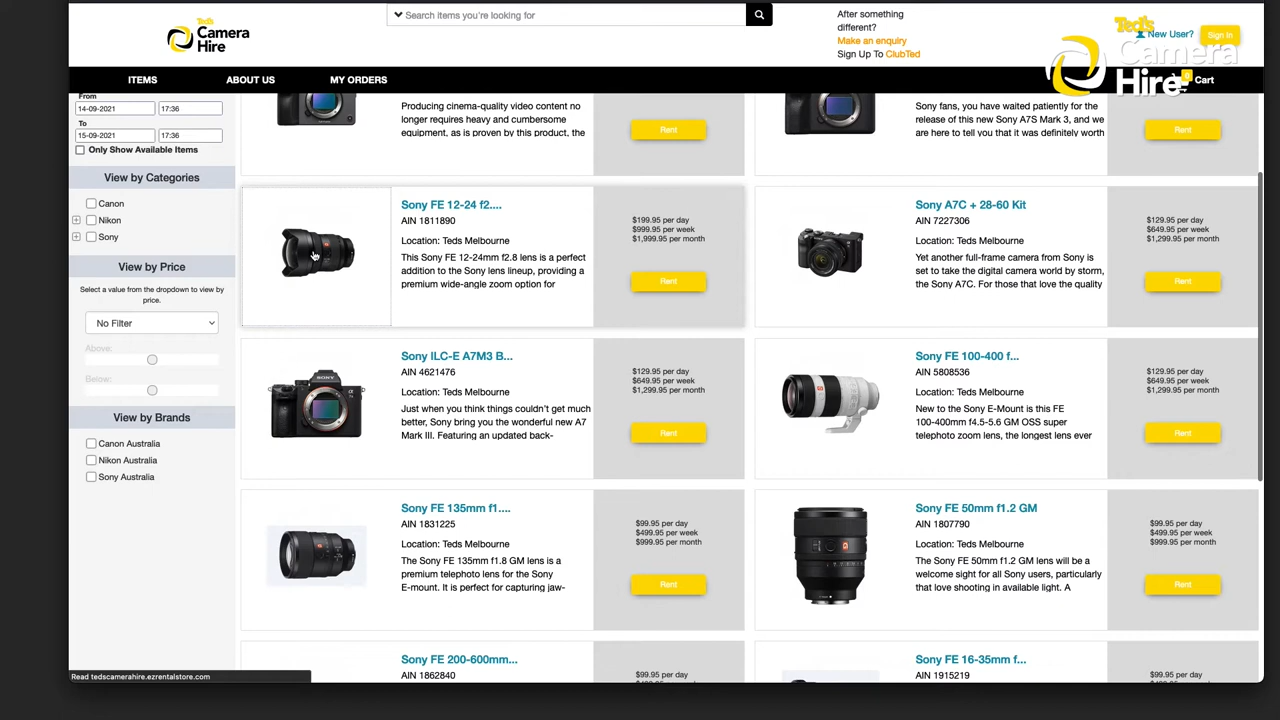 Ted's
Camera
Hire
Search items you're looking for
After something
different?
Make an enquiry
Sign Up To ClubTed
New User?
Sign In
Ted's
Camera
Hire
0
Cart
ITEMS
ABOUT US
MY ORDERS
From
14-09-2021
17:36
To
15-09-2021
17:36
Only Show Available Items
View by Categories
Canon
Nikon
Sony
View by Price
Select a value from the dropdown to view by
price.
No Filter
Above:
Below:
View by Brands
Canon Australia
Nikon Australia
Sony Australia
Producing cinema-quality video content no
longer requires heavy and cumbersome
equipment, as is proven by this product, the
Rent
Sony fans, you have waited patiently for the
release of this new Sony A7S Mark 3, and we
are here to tell you that it was definitely worth
Rent
Sony FE 12-24 f2....
AIN 1811890
Location: Teds Melbourne
This Sony FE 12-24mm f2.8 lens is a perfect
addition to the Sony lens lineup, providing a
premium wide-angle zoom option for
$199.95 per day
$999.95 per week
$1,999.95 per month
Rent
Sony A7C + 28-60 Kit
AIN 7227306
Location: Teds Melbourne
Yet another full-frame camera from Sony is
set to take the digital camera world by storm,
the Sony A7C. For those that love the quality
$129.95 per day
$649.95 per week
$1,299.95 per month
Rent
Sony ILC-E A7M3 B...
AIN 4621476
Location: Teds Melbourne
Just when you think things couldn't get much
better, Sony bring you the wonderful new A7
Mark III. Featuring an updated back-
$129.95 per day
$649.95 per week
$1,299.95 per month
Rent
SONY
Sony FE 100-400 f...
AIN 5808536
Location: Teds Melbourne
New to the Sony E-Mount is this FE
100-400mm f4.5-5.6 GM OSS super
telephoto zoom lens, the longest lens ever
$129.95 per day
$649.95 per week
$1,299.95 per month
Rent
Sony FE 135mm f1....
AIN 1831225
Location: Teds Melbourne
The Sony FE 135mm f1.8 GM lens is a
premium telephoto lens for the Sony
E-mount. It is perfect for capturing jaw-
$99.95 per day
$499.95 per week
$999.95 per month
Rent
Sony FE 50mm f1.2 GM
AIN 1807790
Location: Teds Melbourne
The Sony FE 50mm f1.2 GM lens will be a
welcome sight for all Sony users, particularly
that love shooting in available light. A
$99.95 per day
$499.95 per week
$999.95 per month
Rent
Sony FE 200-600mm...
AIN 1862840
$99.95 per day
Sony FE 16-35mm f...
AIN 1915219
$99.95 per day
Read tedscamerahire.ezrentalstore.com